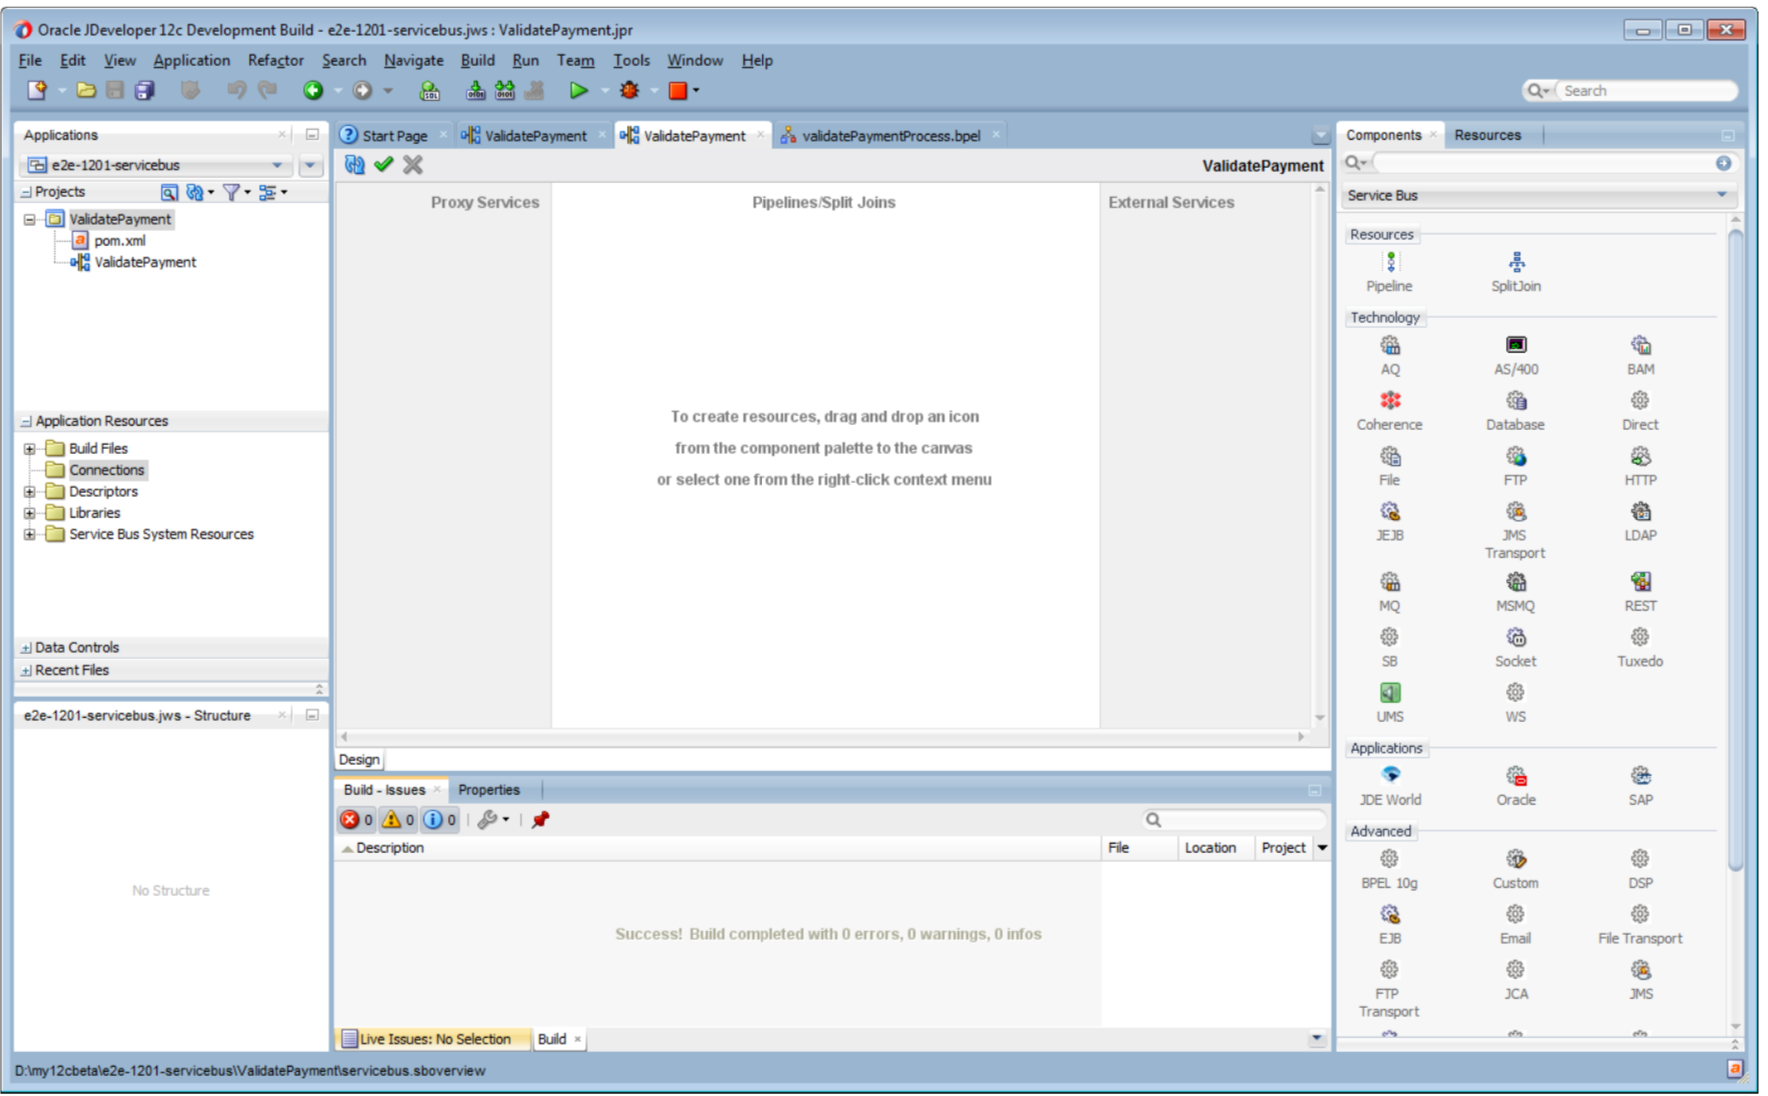 Oracle JDeveloper 12c Development Build - e2e-1201-servicebus.jws : ValidatePayment.jpr
File Edit View Application Refactor Search Navigate Build Run Team Tools Window Help
Search
Applications
e2e-1201-servicebus
Projects
ValidatePayment
pom.xml
ValidatePayment
Application Resources
Build Files
Connections
Descriptors
Libraries
Service Bus System Resources
Data Controls
Recent Files
e2e-1201-servicebus.jws - Structure
No Structure
Start Page ValidatePayment ValidatePayment validatePaymentProcess.bpel
ValidatePayment
Proxy Services Pipelines/Split Joins External Services
To create resources, drag and drop an icon
from the component palette to the canvas
or select one from the right-click context menu
Design
Build - Issues Properties
0 0 0
Description File Location Project
Success! Build completed with 0 errors, 0 warnings, 0 infos
Live Issues: No Selection Build
Components Resources
Service Bus
Resources
Pipeline SplitJoin
Technology
AQ AS/400 BAM
Coherence Database Direct
File FTP HTTP
JEJB JMS Transport LDAP
MQ MSMQ REST
SB Socket Tuxedo
UMS WS
Applications
JDE World Oracle SAP
Advanced
BPEL 10g Custom DSP
EJB Email File Transport
FTP Transport JCA JMS
D:\my12cbeta\e2e-1201-servicebus\ValidatePayment\servicebus.sboverview